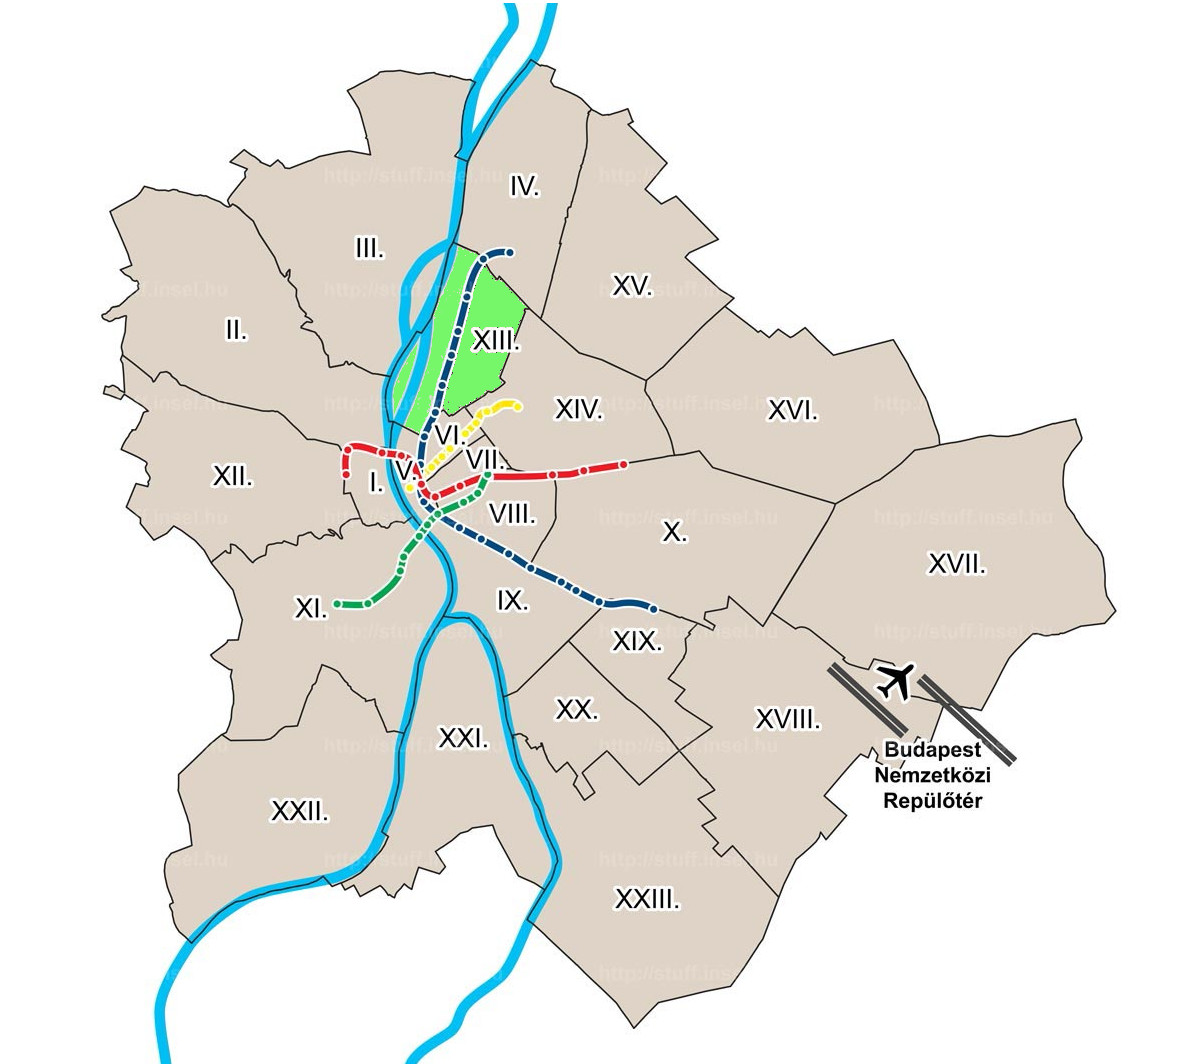 IV.
III.
XV.
II.
XIII.
XIV.
XVI.
VI.
VII.
V.
I.
XII.
VIII.
X.
XVII.
XI.
IX.
XIX.
XX.
XVIII.
XXI.
Budapest
Nemzetközi
Repülőtér
XXII.
XXIII.
http://stuff.insel.hu